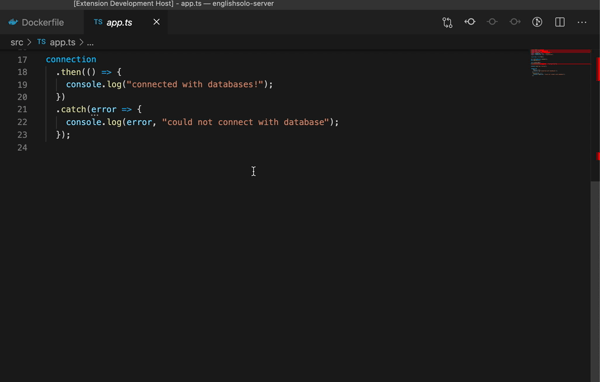 [Extension Development Host] - app.ts — englishsolo-server
Dockerfile
TS app.ts
src > TS app.ts > ...
17 connection
18 .then(() => {
19 console.log("connected with databases!");
20 })
21 .catch(error => {
22 console.log(error, "could not connect with database");
23 });
24